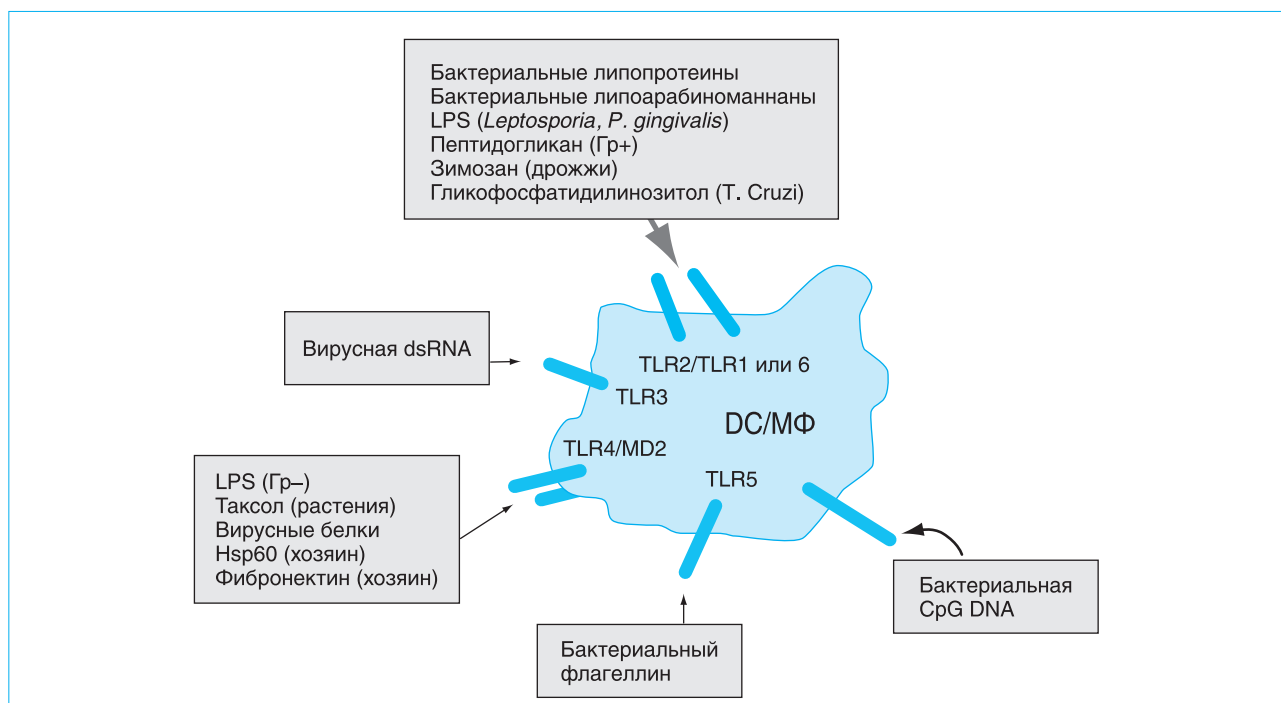 Бактериальные липопротеины
Бактериальные липоарабиноманнаны
LPS (Leptosporia, P. gingivalis)
Пептидогликан (Гр+)
Зимозан (дрожжи)
Гликофосфатидилинозитол (T. Cruzi)
Вирусная dsRNA
TLR2/TLR1 или 6
TLR3
DC/МФ
TLR4/MD2
TLR5
LPS (Гр–)
Таксол (растения)
Вирусные белки
Hsp60 (хозяин)
Фибронектин (хозяин)
Бактериальная
CpG DNA
Бактериальный
флагеллин